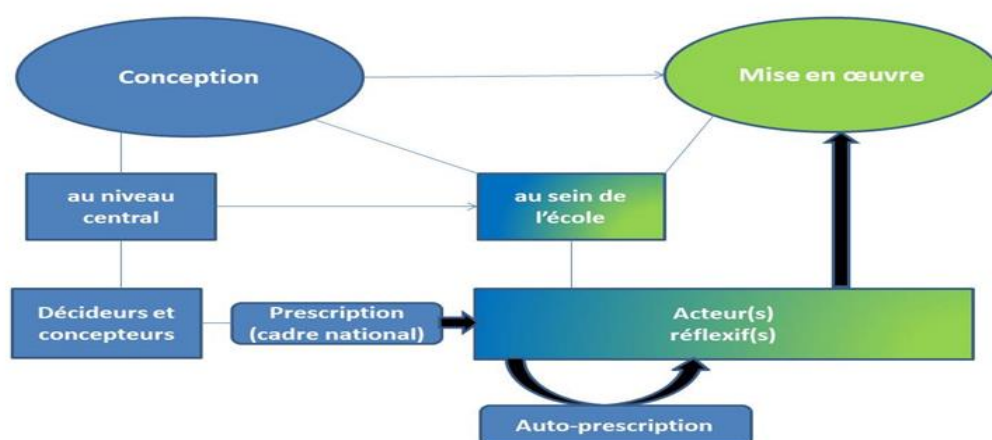 Conception
Mise en œuvre
au niveau
central
au sein de
l'école
Décideurs et
concepteurs
Prescription
(cadre national)
Acteur(s)
réflexif(s)
Auto-prescription